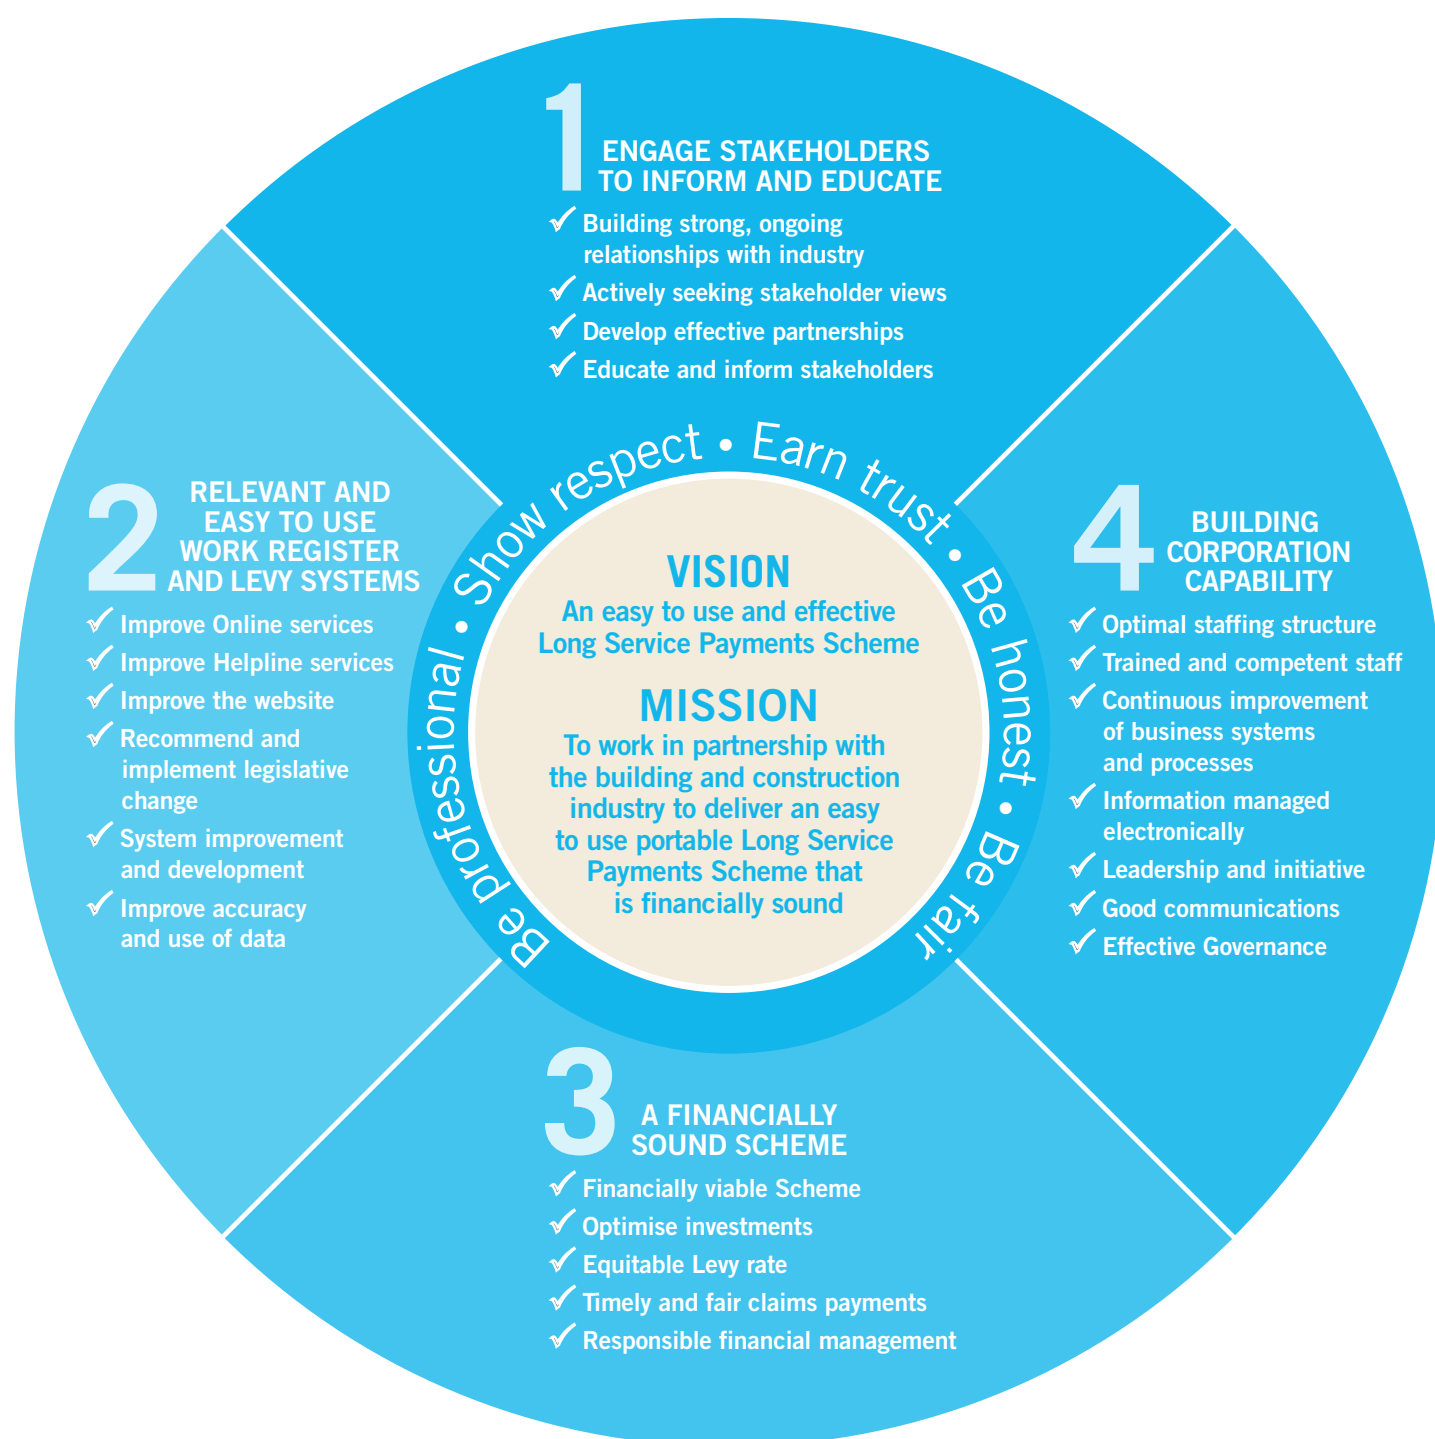 1
ENGAGE STAKEHOLDERS
TO INFORM AND EDUCATE
Building strong, ongoing
relationships with industry
Actively seeking stakeholder views
Develop effective partnerships
Educate and inform stakeholders
2
RELEVANT AND
EASY TO USE
WORK REGISTER
AND LEVY SYSTEMS
Improve Online services
Improve Helpline services
Improve the website
Recommend and
implement legislative
change
System improvement
and development
Improve accuracy
and use of data
Be professional • Show respect • Earn trust • Be honest • Be fair
VISION
An easy to use and effective
Long Service Payments Scheme
MISSION
To work in partnership with
the building and construction
industry to deliver an easy
to use portable Long Service
Payments Scheme that
is financially sound
4
BUILDING
CORPORATION
CAPABILITY
Optimal staffing structure
Trained and competent staff
Continuous improvement
of business systems
and processes
Information managed
electronically
Leadership and initiative
Good communications
Effective Governance
3
A FINANCIALLY
SOUND SCHEME
Financially viable Scheme
Optimise investments
Equitable Levy rate
Timely and fair claims payments
Responsible financial management